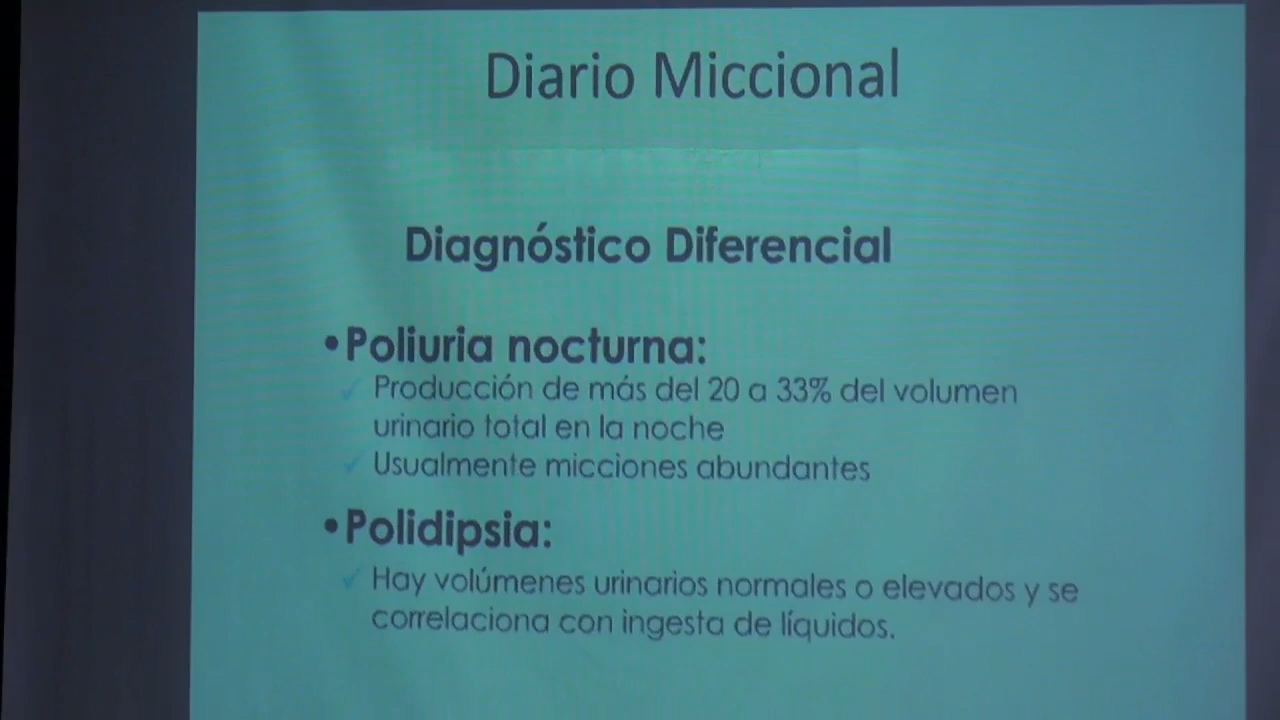 Diario Miccional
Diagnóstico Diferencial
•Poliuria nocturna:
✓ Producción de más del 20 a 33% del volumen
urinario total en la noche
✓ Usualmente micciones abundantes
•Polidipsia:
✓ Hay volúmenes urinarios normales o elevados y se
correlaciona con ingesta de líquidos.